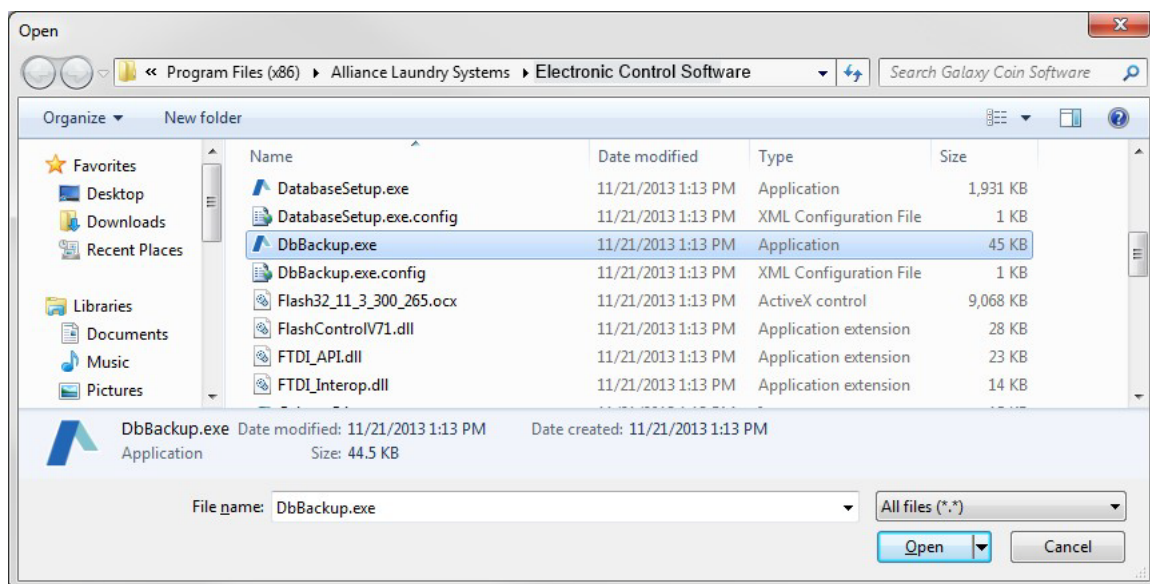 Open
« Program Files (x86) Alliance Laundry Systems Electronic Control Software Search Galaxy Coin Software
Organize New folder
Favorites
Desktop
Downloads
Recent Places
Libraries
Documents
Music
Pictures
Name Date modified Type Size
DatabaseSetup.exe 11/21/2013 1:13 PM Application 1,931 KB
DatabaseSetup.exe.config 11/21/2013 1:13 PM XML Configuration File 1 KB
DbBackup.exe 11/21/2013 1:13 PM Application 45 KB
DbBackup.exe.config 11/21/2013 1:13 PM XML Configuration File 1 KB
Flash32_11_3_300_265.ocx 11/21/2013 1:13 PM ActiveX control 9,068 KB
FlashControlV71.dll 11/21/2013 1:13 PM Application extension 28 KB
FTDI_API.dll 11/21/2013 1:13 PM Application extension 23 KB
FTDI_Interop.dll 11/21/2013 1:13 PM Application extension 14 KB
DbBackup.exe Date modified: 11/21/2013 1:13 PM Date created: 11/21/2013 1:13 PM
Application Size: 44.5 KB
File name: DbBackup.exe All files (*.*)
Open Cancel